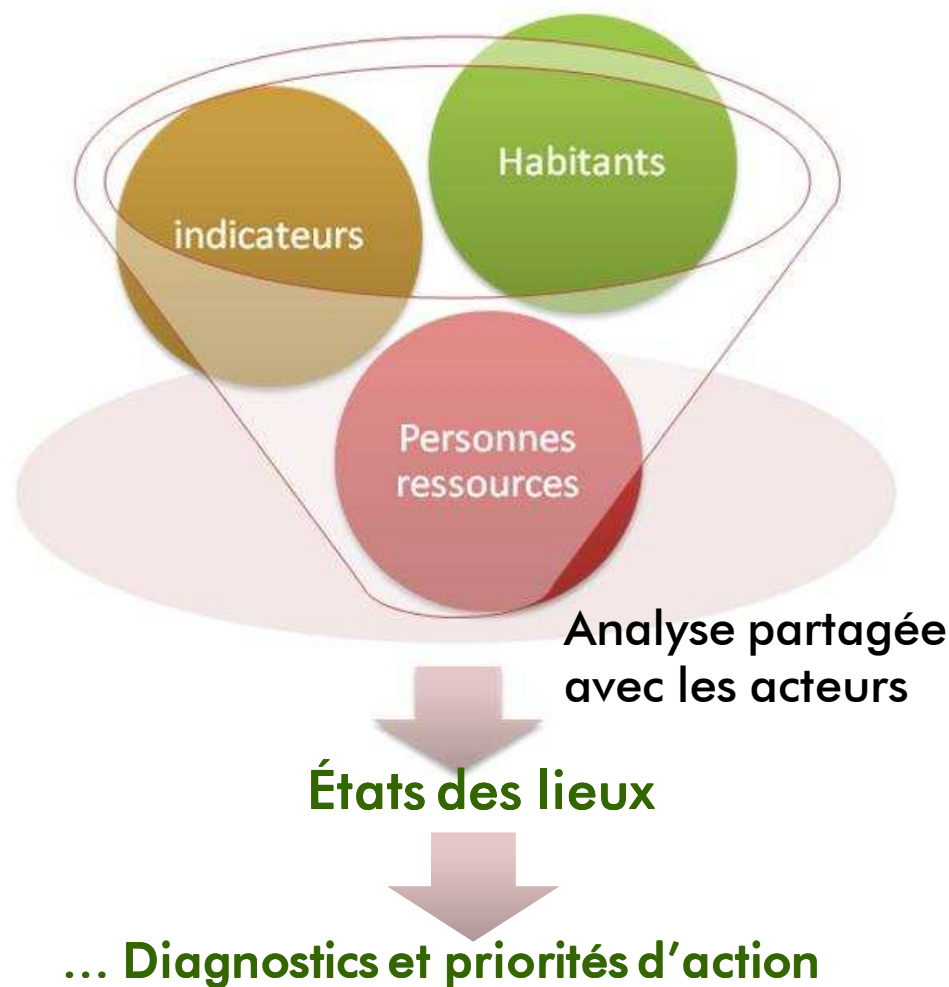 Habitants
indicateurs
Personnes
ressources
Analyse partagée
avec les acteurs
États des lieux
... Diagnostics et priorités d’action